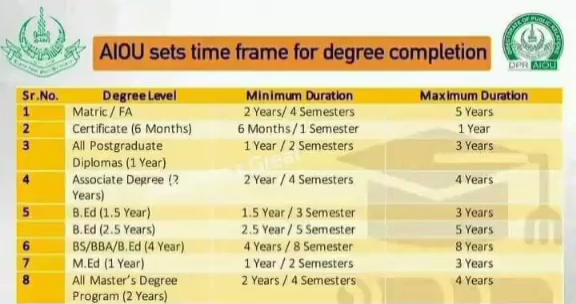 AIOU sets time frame for degree completion
DPR AIOU
Sr.No. Degree Level Minimum Duration Maximum Duration
1 Matric / FA 2 Years/ 4 Semesters 5 Years
2 Certificate (6 Months) 6 Months / 1 Semester 1 Year
3 All Postgraduate 1 Year / 2 Semesters 3 Years
Diplomas (1 Year)
4 Associate Degree (2 2 Year / 4 Semesters 4 Years
Years)
5 B.Ed (1.5 Year) 1.5 Year / 3 Semester 3 Years
B.Ed (2.5 Years) 2.5 Year / 5 Semester 5 Years
6 BS/BBA/B.Ed (4 Year) 4 Years / 8 Semester 8 Years
7 M.Ed (1 Year) 1 Year / 2 Semesters 3 Years
8 All Master's Degree 2 Years / 4 Semesters 4 Years
Program (2 Years)